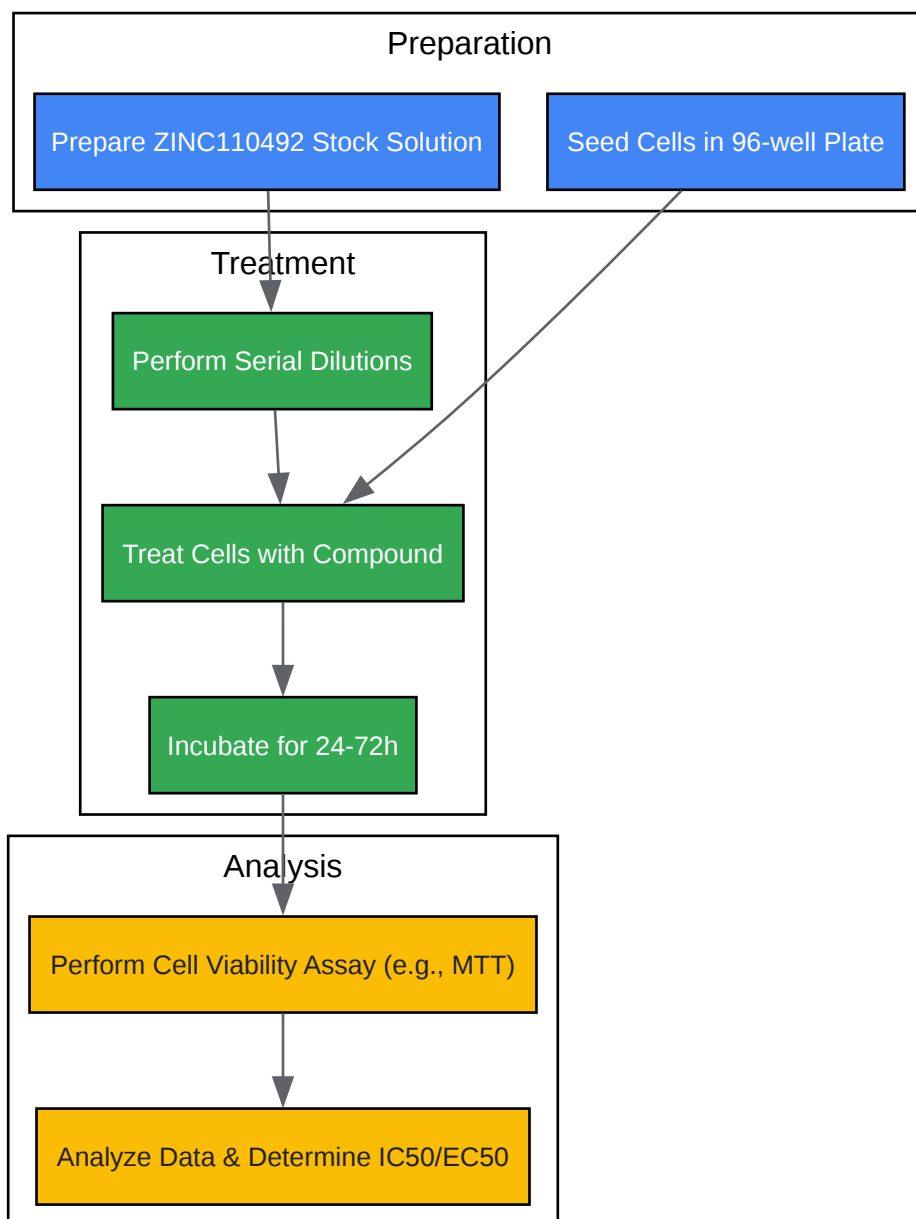 Preparation
Prepare ZINC110492 Stock Solution
Seed Cells in 96-well Plate
Treatment
Perform Serial Dilutions
Treat Cells with Compound
Incubate for 24-72h
Analysis
Perform Cell Viability Assay (e.g., MTT)
Analyze Data & Determine IC50/EC50